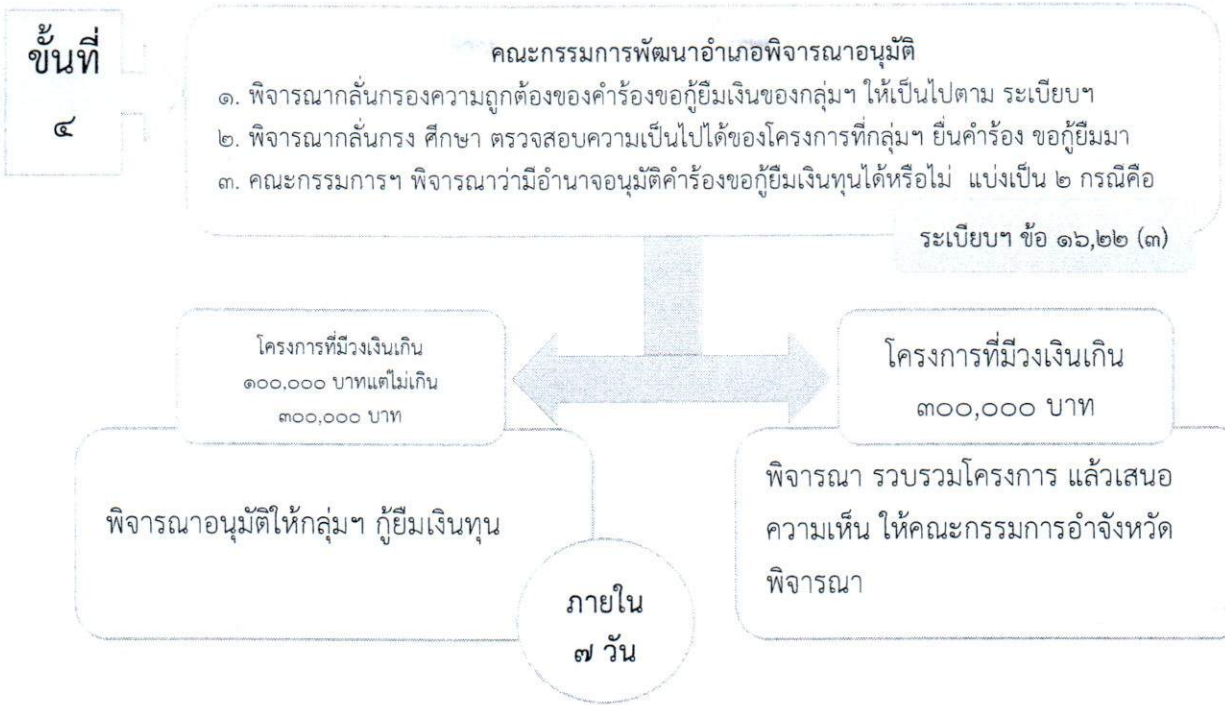 ขั้นที่
๔
คณะกรรมการพัฒนาอำเภอพิจารณาอนุมัติ
๑. พิจารณากลั่นกรองความถูกต้องของคำร้องขอกู้ยืมเงินของกลุ่มฯ ให้เป็นไปตาม ระเบียบฯ
๒. พิจารณากลั่นกรง ศึกษา ตรวจสอบความเป็นไปได้ของโครงการที่กลุ่มฯ ยื่นคำร้อง ขอกู้ยืมมา
๓. คณะกรรมการฯ พิจารณาว่ามีอำนาจอนุมัติคำร้องขอกู้ยืมเงินทุนได้หรือไม่ แบ่งเป็น ๒ กรณีคือ
ระเบียบฯ ข้อ ๑๖,๒๒ (๓)
โครงการที่มีวงเงินเกิน
๑๐๐,๐๐๐ บาทแต่ไม่เกิน
๓๐๐,๐๐๐ บาท
พิจารณาอนุมัติให้กลุ่มฯ กู้ยืมเงินทุน
โครงการที่มีวงเงินเกิน
๓๐๐,๐๐๐ บาท
พิจารณา รวบรวมโครงการ แล้วเสนอ
ความเห็น ให้คณะกรรมการอำจังหวัด
พิจารณา
ภายใน
๗ วัน